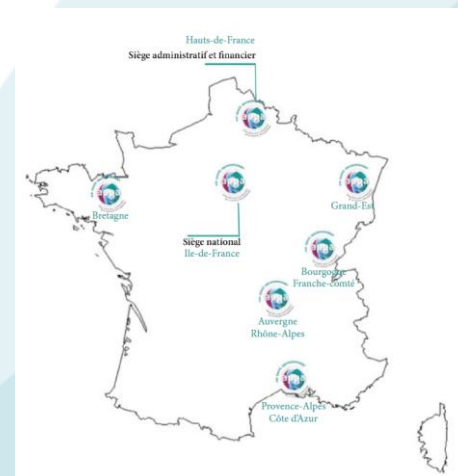 Hauts-de-France
Siège administratif et financier
Bretagne
Grand-Est
Siège national
Ile-de-France
Bourgogne
Franche-comté
Auvergne
Rhône-Alpes
Provence-Alpes
Côte d'Azur